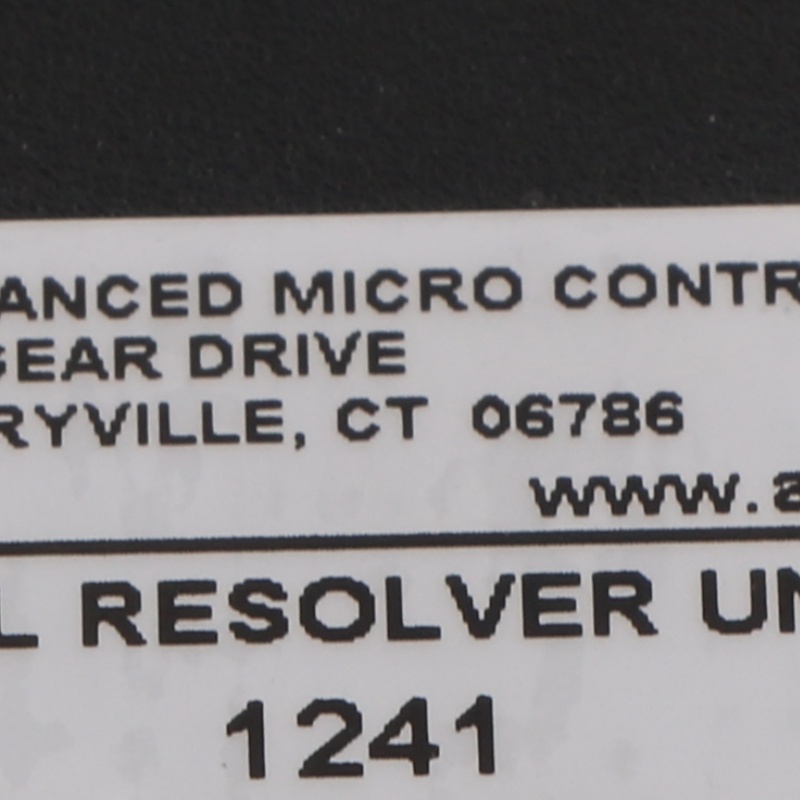 ANCED MICRO CONTR
GEAR DRIVE
RYVILLE, CT 06786
www.a
L RESOLVER UN
1241